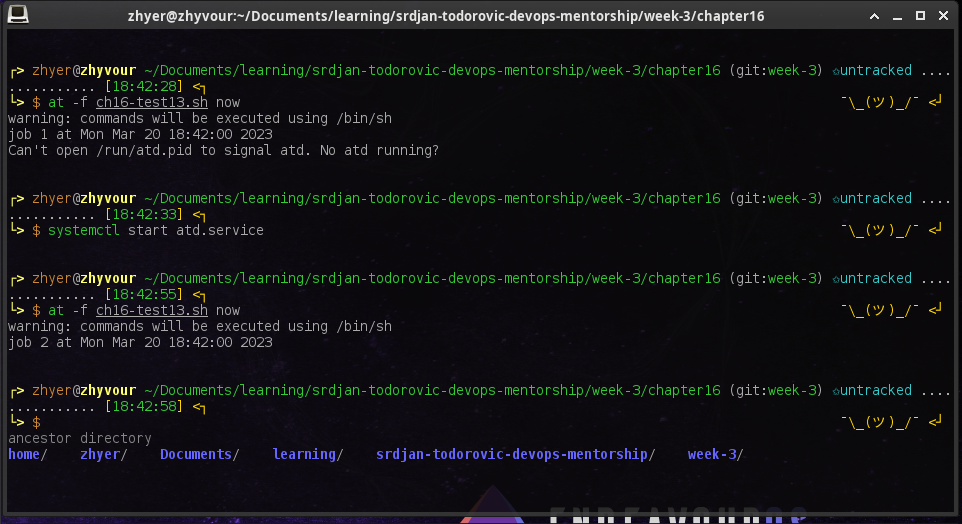 zhyer@zhyvour:~/Documents/learning/srdjan-todorovic-devops-mentorship/week-3/chapter16
┌> zhyer@zhyvour ~/Documents/learning/srdjan-todorovic-devops-mentorship/week-3/chapter16 (git:week-3) ✩untracked ....
........... [18:42:28] <┐
└> $ at -f ch16-test13.sh now ¯\_(ツ)_/¯ <┘
warning: commands will be executed using /bin/sh
job 1 at Mon Mar 20 18:42:00 2023
Can't open /run/atd.pid to signal atd. No atd running?
┌> zhyer@zhyvour ~/Documents/learning/srdjan-todorovic-devops-mentorship/week-3/chapter16 (git:week-3) ✩untracked ....
........... [18:42:33] <┐
└> $ systemctl start atd.service ¯\_(ツ)_/¯ <┘
┌> zhyer@zhyvour ~/Documents/learning/srdjan-todorovic-devops-mentorship/week-3/chapter16 (git:week-3) ✩untracked ....
........... [18:42:55] <┐
└> $ at -f ch16-test13.sh now ¯\_(ツ)_/¯ <┘
warning: commands will be executed using /bin/sh
job 2 at Mon Mar 20 18:42:00 2023
┌> zhyer@zhyvour ~/Documents/learning/srdjan-todorovic-devops-mentorship/week-3/chapter16 (git:week-3) ✩untracked ....
........... [18:42:58] <┐
└> $ ¯\_(ツ)_/¯ <┘
ancestor directory
home/ zhyer/ Documents/ learning/ srdjan-todorovic-devops-mentorship/ week-3/
ENDEAVOUROS